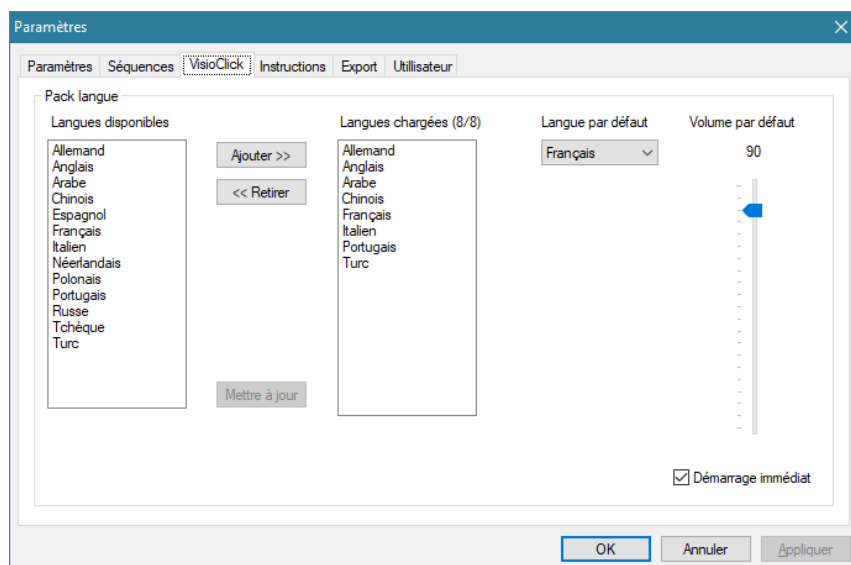 Paramètres
Paramètres Séquences VisioClick Instructions Export Utilisateur
Pack langue
Langues disponibles
Allemand
Anglais
Arabe
Chinois
Espagnol
Français
Italien
Néerlandais
Polonais
Portugais
Russe
Tchèque
Turc
Ajouter >>
<< Retirer
Mettre à jour
Langues chargées (8/8)
Allemand
Anglais
Arabe
Chinois
Français
Italien
Portugais
Turc
Langue par défaut
Français
Volume par défaut
90
Démarrage immédiat
OK Annuler Appliquer